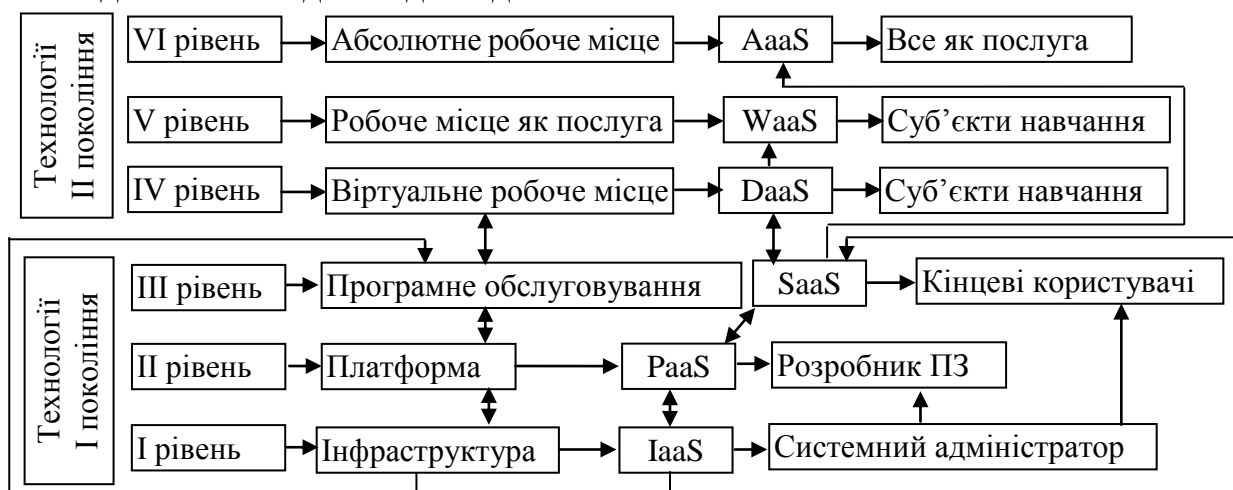 Технології
II покоління
VI рівень
Абсолютне робоче місце
AaaS
Все як послуга
V рівень
Робоче місце як послуга
WaaS
Суб’єкти навчання
IV рівень
Віртуальне робоче місце
DaaS
Суб’єкти навчання
Технології
I покоління
III рівень
Програмне обслуговування
SaaS
Кінцеві користувачі
II рівень
Платформа
PaaS
Розробник ПЗ
I рівень
Інфраструктура
IaaS
Системний адміністратор